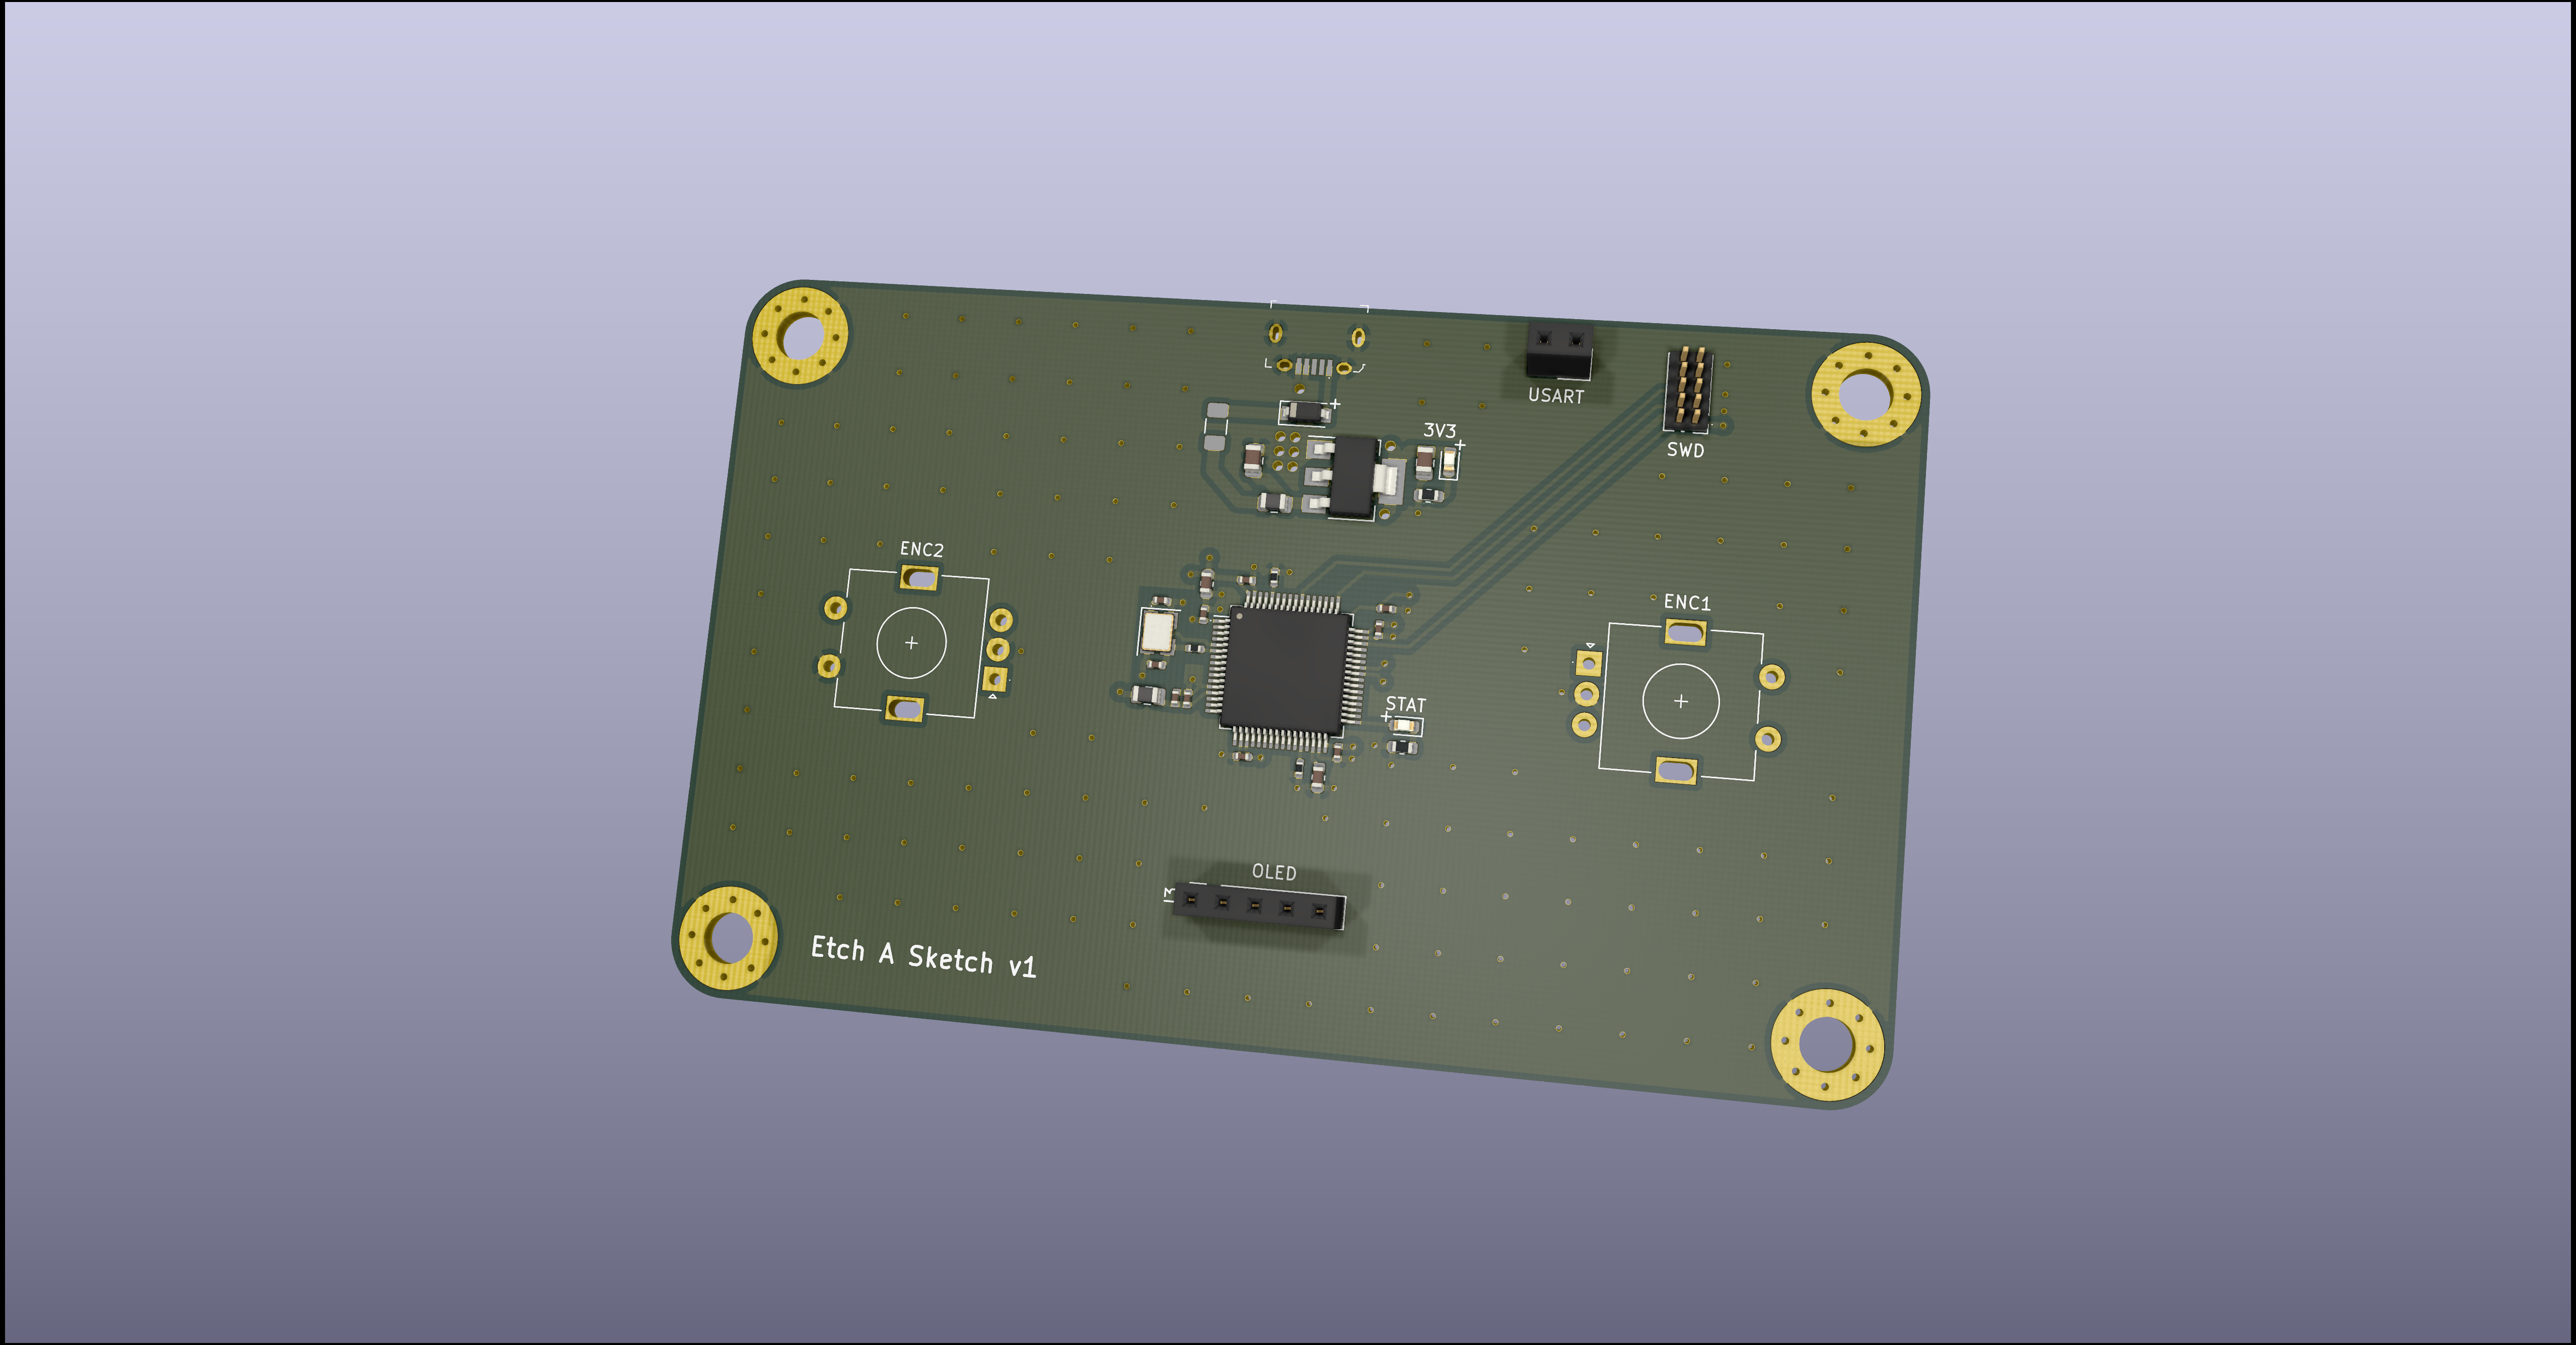 USART
3V3
SWD
ENC2
ENC1
STAT
OLED
Etch A Sketch v1